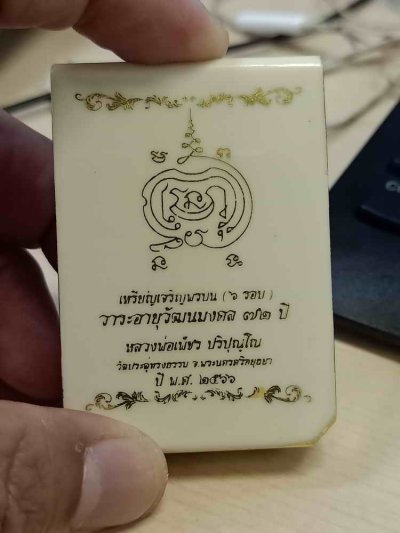 เหรียญเจริญพรบน (๖ รอบ)
วาระอายุวัฒนมงคล ๗๒ ปี
หลวงพ่อเพ็ชร ปริปุณฺโณ
วัดประดู่ทรงธรรม จ.พระนครศรีอยุธยา
ปี พ.ศ. ๒๕๖๖